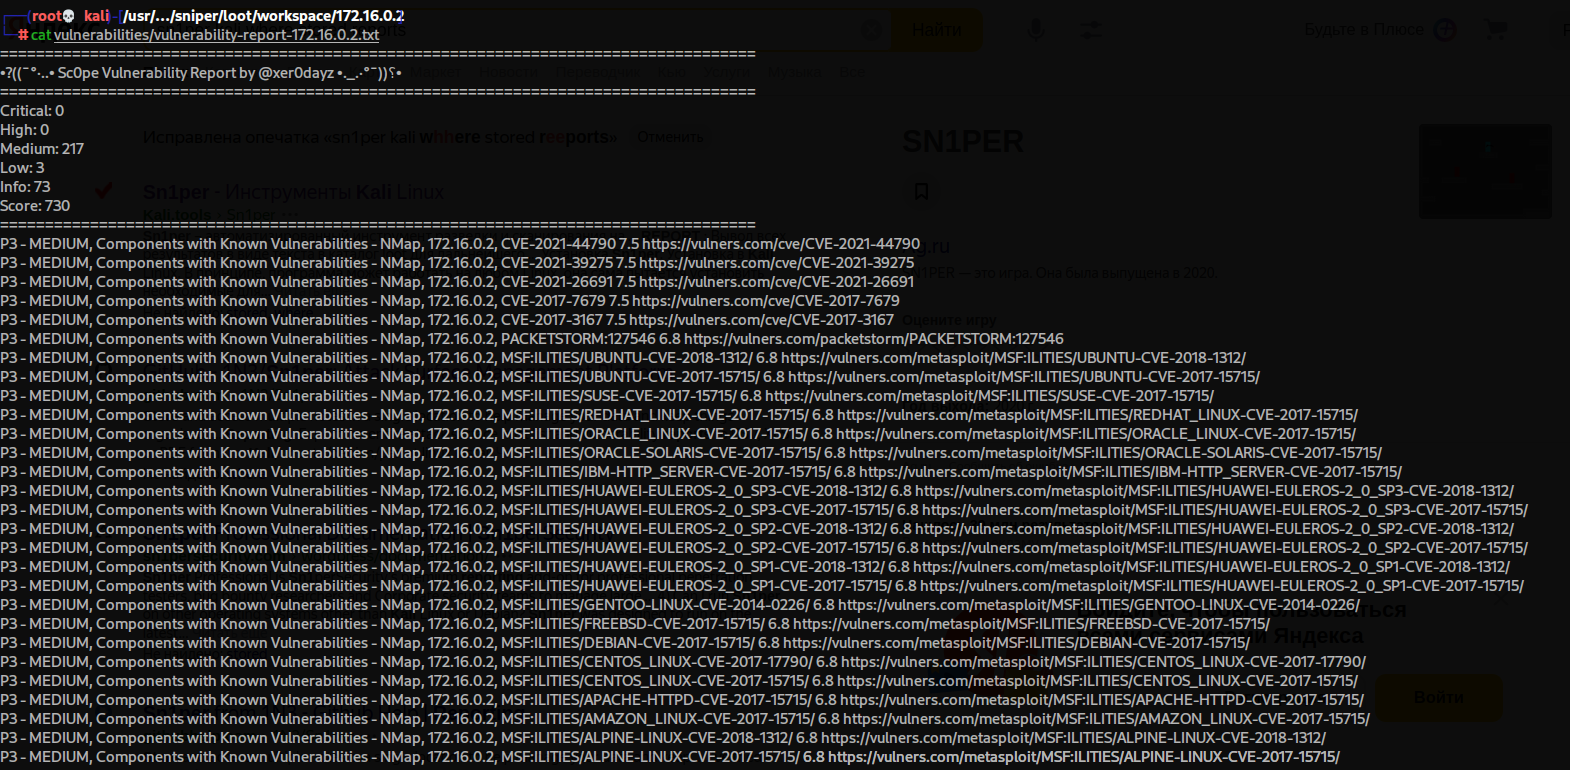 (root💀 kali)-[/usr/…/sniper/loot/workspace/172.16.0.2]
# cat vulnerabilities/vulnerability-report-172.16.0.2.txt
====================================================================================
•?((¯°·..• Sc0pe Vulnerability Report by @xer0dayz •._.·°¯))؟•
====================================================================================
Critical: 0
High: 0
Medium: 217
Low: 3
Info: 73
Score: 730
====================================================================================
P3 - MEDIUM, Components with Known Vulnerabilities - NMap, 172.16.0.2, CVE-2021-44790 7.5 https://vulners.com/cve/CVE-2021-44790
P3 - MEDIUM, Components with Known Vulnerabilities - NMap, 172.16.0.2, CVE-2021-39275 7.5 https://vulners.com/cve/CVE-2021-39275
P3 - MEDIUM, Components with Known Vulnerabilities - NMap, 172.16.0.2, CVE-2021-26691 7.5 https://vulners.com/cve/CVE-2021-26691
P3 - MEDIUM, Components with Known Vulnerabilities - NMap, 172.16.0.2, CVE-2017-7679 7.5 https://vulners.com/cve/CVE-2017-7679
P3 - MEDIUM, Components with Known Vulnerabilities - NMap, 172.16.0.2, CVE-2017-3167 7.5 https://vulners.com/cve/CVE-2017-3167
P3 - MEDIUM, Components with Known Vulnerabilities - NMap, 172.16.0.2, PACKETSTORM:127546 6.8 https://vulners.com/packetstorm/PACKETSTORM:127546
P3 - MEDIUM, Components with Known Vulnerabilities - NMap, 172.16.0.2, MSF:ILITIES/UBUNTU-CVE-2018-1312/ 6.8 https://vulners.com/metasploit/MSF:ILITIES/UBUNTU-CVE-2018-1312/
P3 - MEDIUM, Components with Known Vulnerabilities - NMap, 172.16.0.2, MSF:ILITIES/UBUNTU-CVE-2017-15715/ 6.8 https://vulners.com/metasploit/MSF:ILITIES/UBUNTU-CVE-2017-15715/
P3 - MEDIUM, Components with Known Vulnerabilities - NMap, 172.16.0.2, MSF:ILITIES/SUSE-CVE-2017-15715/ 6.8 https://vulners.com/metasploit/MSF:ILITIES/SUSE-CVE-2017-15715/
P3 - MEDIUM, Components with Known Vulnerabilities - NMap, 172.16.0.2, MSF:ILITIES/REDHAT_LINUX-CVE-2017-15715/ 6.8 https://vulners.com/metasploit/MSF:ILITIES/REDHAT_LINUX-CVE-2017-15715/
P3 - MEDIUM, Components with Known Vulnerabilities - NMap, 172.16.0.2, MSF:ILITIES/ORACLE_LINUX-CVE-2017-15715/ 6.8 https://vulners.com/metasploit/MSF:ILITIES/ORACLE_LINUX-CVE-2017-15715/
P3 - MEDIUM, Components with Known Vulnerabilities - NMap, 172.16.0.2, MSF:ILITIES/ORACLE-SOLARIS-CVE-2017-15715/ 6.8 https://vulners.com/metasploit/MSF:ILITIES/ORACLE-SOLARIS-CVE-2017-15715/
P3 - MEDIUM, Components with Known Vulnerabilities - NMap, 172.16.0.2, MSF:ILITIES/IBM-HTTP_SERVER-CVE-2017-15715/ 6.8 https://vulners.com/metasploit/MSF:ILITIES/IBM-HTTP_SERVER-CVE-2017-15715/
P3 - MEDIUM, Components with Known Vulnerabilities - NMap, 172.16.0.2, MSF:ILITIES/HUAWEI-EULEROS-2_0_SP3-CVE-2018-1312/ 6.8 https://vulners.com/metasploit/MSF:ILITIES/HUAWEI-EULEROS-2_0_SP3-CVE-2018-1312/
P3 - MEDIUM, Components with Known Vulnerabilities - NMap, 172.16.0.2, MSF:ILITIES/HUAWEI-EULEROS-2_0_SP3-CVE-2017-15715/ 6.8 https://vulners.com/metasploit/MSF:ILITIES/HUAWEI-EULEROS-2_0_SP3-CVE-2017-15715/
P3 - MEDIUM, Components with Known Vulnerabilities - NMap, 172.16.0.2, MSF:ILITIES/HUAWEI-EULEROS-2_0_SP2-CVE-2018-1312/ 6.8 https://vulners.com/metasploit/MSF:ILITIES/HUAWEI-EULEROS-2_0_SP2-CVE-2018-1312/
P3 - MEDIUM, Components with Known Vulnerabilities - NMap, 172.16.0.2, MSF:ILITIES/HUAWEI-EULEROS-2_0_SP2-CVE-2017-15715/ 6.8 https://vulners.com/metasploit/MSF:ILITIES/HUAWEI-EULEROS-2_0_SP2-CVE-2017-15715/
P3 - MEDIUM, Components with Known Vulnerabilities - NMap, 172.16.0.2, MSF:ILITIES/HUAWEI-EULEROS-2_0_SP1-CVE-2018-1312/ 6.8 https://vulners.com/metasploit/MSF:ILITIES/HUAWEI-EULEROS-2_0_SP1-CVE-2018-1312/
P3 - MEDIUM, Components with Known Vulnerabilities - NMap, 172.16.0.2, MSF:ILITIES/HUAWEI-EULEROS-2_0_SP1-CVE-2017-15715/ 6.8 https://vulners.com/metasploit/MSF:ILITIES/HUAWEI-EULEROS-2_0_SP1-CVE-2017-15715/
P3 - MEDIUM, Components with Known Vulnerabilities - NMap, 172.16.0.2, MSF:ILITIES/GENTOO-LINUX-CVE-2014-0226/ 6.8 https://vulners.com/metasploit/MSF:ILITIES/GENTOO-LINUX-CVE-2014-0226/
P3 - MEDIUM, Components with Known Vulnerabilities - NMap, 172.16.0.2, MSF:ILITIES/FREEBSD-CVE-2017-15715/ 6.8 https://vulners.com/metasploit/MSF:ILITIES/FREEBSD-CVE-2017-15715/
P3 - MEDIUM, Components with Known Vulnerabilities - NMap, 172.16.0.2, MSF:ILITIES/DEBIAN-CVE-2017-15715/ 6.8 https://vulners.com/metasploit/MSF:ILITIES/DEBIAN-CVE-2017-15715/
P3 - MEDIUM, Components with Known Vulnerabilities - NMap, 172.16.0.2, MSF:ILITIES/CENTOS_LINUX-CVE-2017-17790/ 6.8 https://vulners.com/metasploit/MSF:ILITIES/CENTOS_LINUX-CVE-2017-17790/
P3 - MEDIUM, Components with Known Vulnerabilities - NMap, 172.16.0.2, MSF:ILITIES/CENTOS_LINUX-CVE-2017-15715/ 6.8 https://vulners.com/metasploit/MSF:ILITIES/CENTOS_LINUX-CVE-2017-15715/
P3 - MEDIUM, Components with Known Vulnerabilities - NMap, 172.16.0.2, MSF:ILITIES/APACHE-HTTPD-CVE-2017-15715/ 6.8 https://vulners.com/metasploit/MSF:ILITIES/APACHE-HTTPD-CVE-2017-15715/
P3 - MEDIUM, Components with Known Vulnerabilities - NMap, 172.16.0.2, MSF:ILITIES/AMAZON_LINUX-CVE-2017-15715/ 6.8 https://vulners.com/metasploit/MSF:ILITIES/AMAZON_LINUX-CVE-2017-15715/
P3 - MEDIUM, Components with Known Vulnerabilities - NMap, 172.16.0.2, MSF:ILITIES/ALPINE-LINUX-CVE-2018-1312/ 6.8 https://vulners.com/metasploit/MSF:ILITIES/ALPINE-LINUX-CVE-2018-1312/
P3 - MEDIUM, Components with Known Vulnerabilities - NMap, 172.16.0.2, MSF:ILITIES/ALPINE-LINUX-CVE-2017-15715/ 6.8 https://vulners.com/metasploit/MSF:ILITIES/ALPINE-LINUX-CVE-2017-15715/
Найти
Будьте в Плюсе
Исправлена опечатка «sn1per kali whhere stored reeports» Отменить
SN1PER
Sn1per - Инструменты Kali Linux
SN1PER — это игра. Она была выпущена в 2020.
Оцените игру
Войти